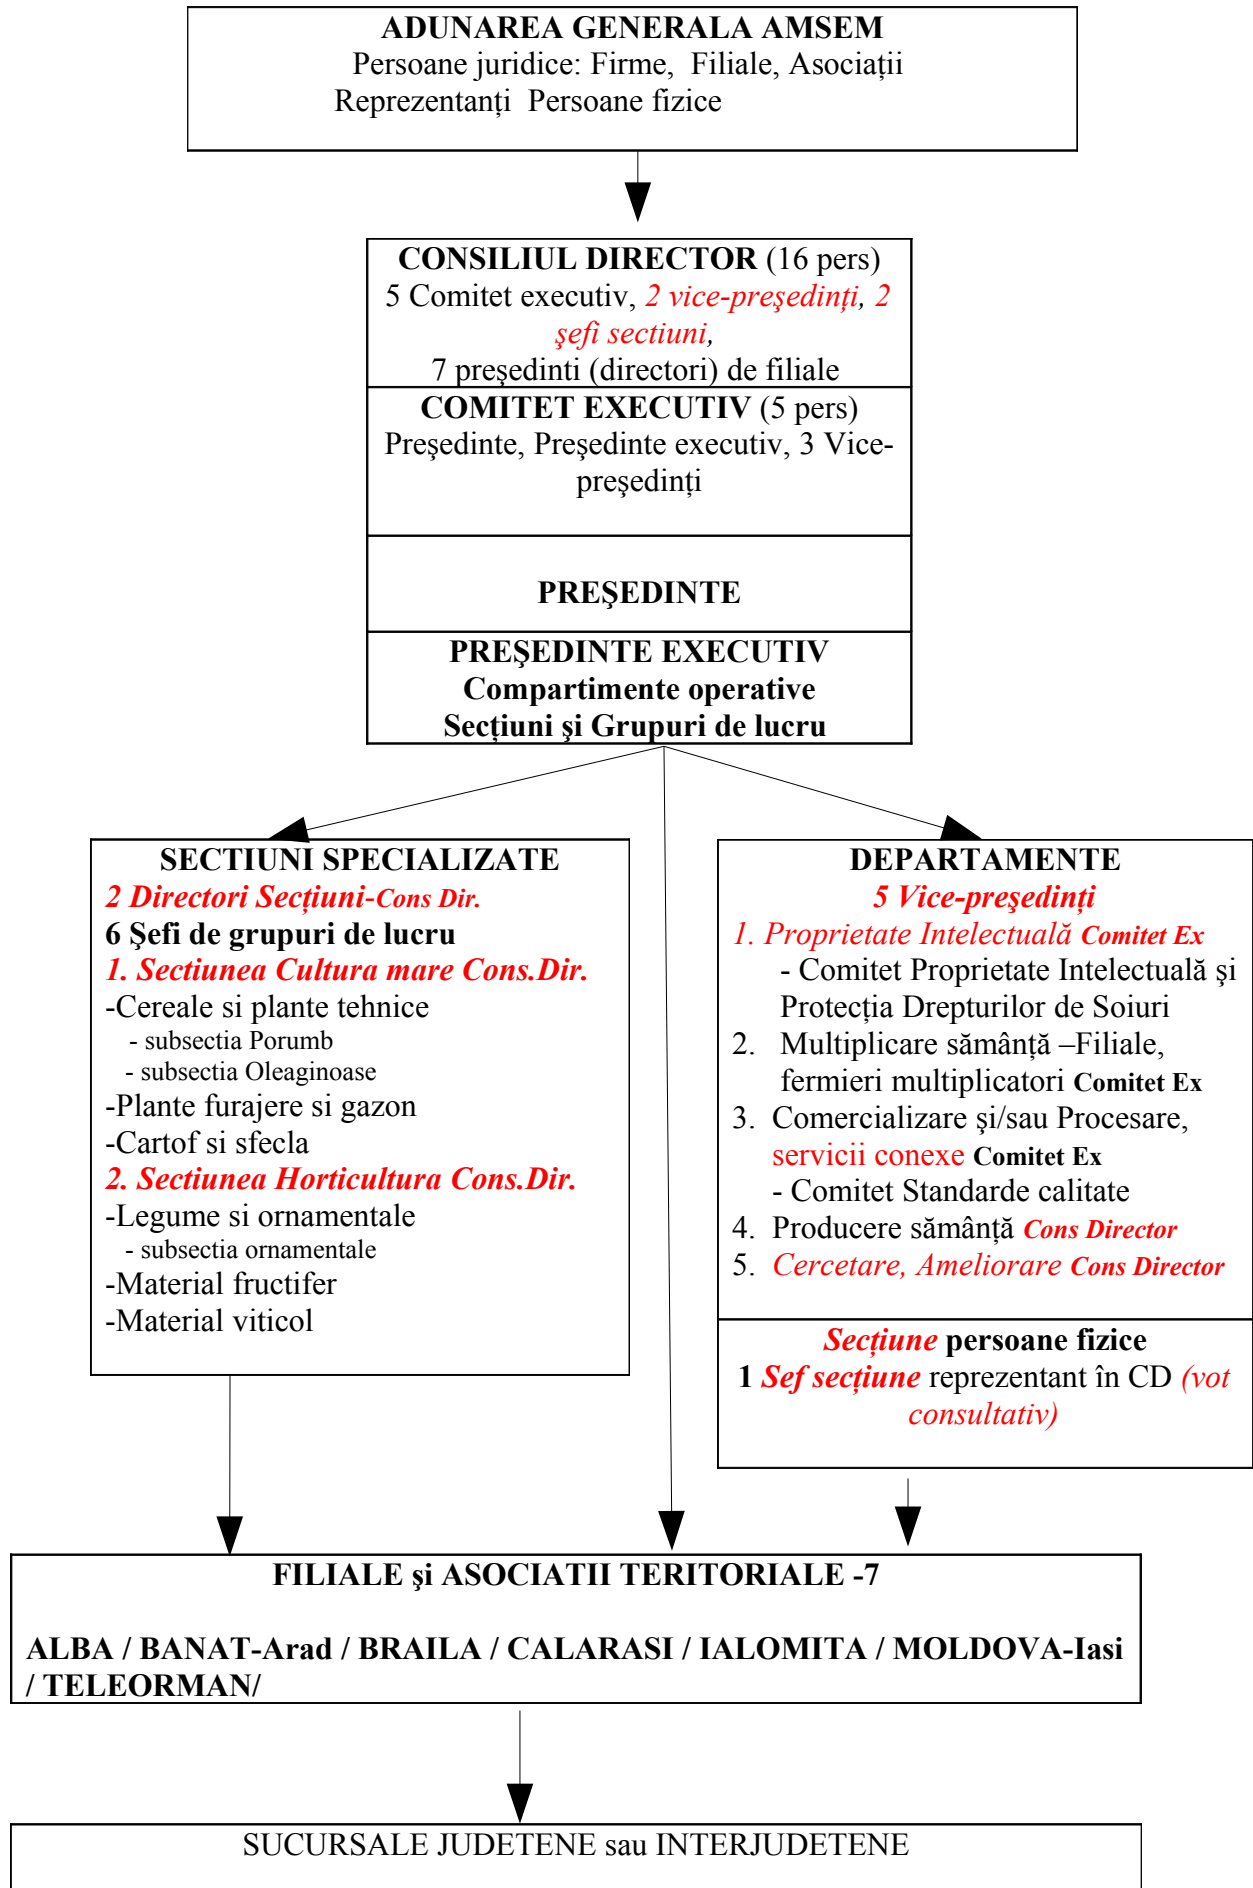 ADUNAREA GENERALA AMSEM
Persoane juridice: Firme, Filiale, Asociații
Reprezentanți Persoane fizice
CONSILIUL DIRECTOR (16 pers)
5 Comitet executiv, 2 vice-preşedinți, 2
şefi sectiuni,
7 preşedinti (directori) de filiale
COMITET EXECUTIV (5 pers)
Preşedinte, Preşedinte executiv, 3 Vice-
preşedinți
PREŞEDINTE
PREŞEDINTE EXECUTIV
Compartimente operative
Secțiuni şi Grupuri de lucru
SECTIUNI SPECIALIZATE
2 Directori Secțiuni-Cons Dir.
6 Şefi de grupuri de lucru
1. Sectiunea Cultura mare Cons.Dir.
-Cereale si plante tehnice
- subsectia Porumb
- subsectia Oleaginoase
-Plante furajere si gazon
-Cartof si sfecla
2. Sectiunea Horticultura Cons.Dir.
-Legume si ornamentale
- subsectia ornamentale
-Material fructifer
-Material viticol
DEPARTAMENTE
5 Vice-preşedinți
1. Proprietate Intelectuală Comitet Ex
- Comitet Proprietate Intelectuală şi
Protecția Drepturilor de Soiuri
2. Multiplicare sămânță –Filiale,
fermieri multiplicatori Comitet Ex
3. Comercializare şi/sau Procesare,
servicii conexe Comitet Ex
- Comitet Standarde calitate
4. Producere sămânță Cons Director
5. Cercetare, Ameliorare Cons Director
Secțiune persoane fizice
1 Sef secțiune reprezentant în CD (vot
consultativ)
FILIALE şi ASOCIATII TERITORIALE -7
ALBA / BANAT-Arad / BRAILA / CALARASI / IALOMITA / MOLDOVA-Iasi
/ TELEORMAN/
SUCURSALE JUDETENE sau INTERJUDETENE